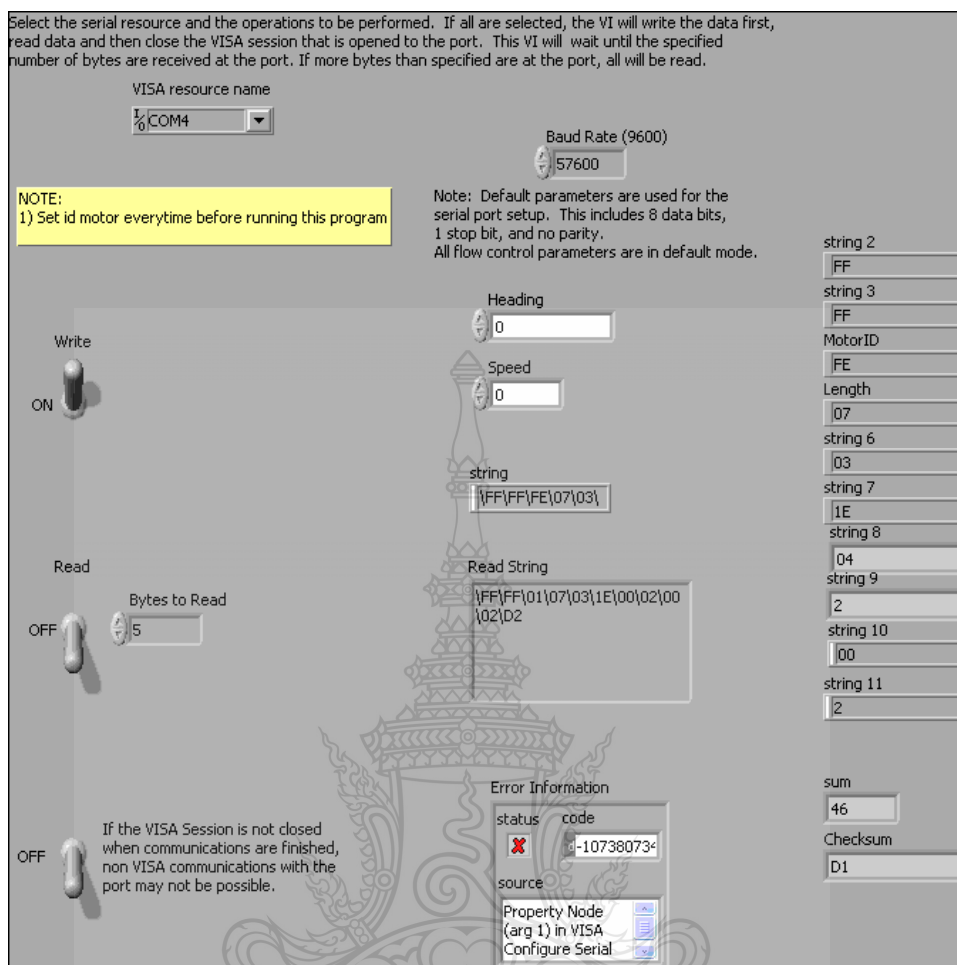 Select the serial resource and the operations to be performed. If all are selected, the VI will write the data first,
read data and then close the VISA session that is opened to the port. This VI will wait until the specified
number of bytes are received at the port. If more bytes than specified are at the port, all will be read.
VISA resource name
I/O COM4
Baud Rate (9600)
57600
NOTE:
1) Set id motor everytime before running this program
Note: Default parameters are used for the
serial port setup. This includes 8 data bits,
1 stop bit, and no parity.
All flow control parameters are in default mode.
string 2
FF
string 3
FF
MotorID
FE
Length
07
string 6
03
string 7
1E
string 8
04
string 9
2
string 10
00
string 11
2
sum
46
Checksum
D1
Heading
0
Speed
0
string
\FF\FF\FE\07\03\
Write
ON
Read
OFF
Bytes to Read
5
Read String
\FF\FF\01\07\03\1E\00\02\00
\02\D2
OFF
If the VISA Session is not closed
when communications are finished,
non VISA communications with the
port may not be possible.
Error Information
status
code
d -107380734
source
Property Node
(arg 1) in VISA
Configure Serial